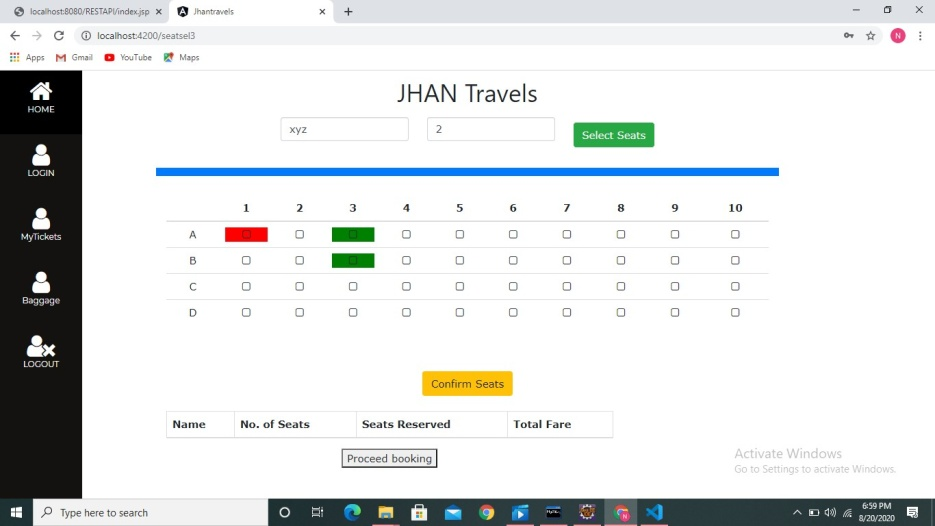 localhost:8080/RESTAPI/index.jsp
Jhantravels
localhost:4200/seatsel3
Apps Gmail YouTube Maps
N
HOME
LOGIN
MyTickets
Baggage
LOGOUT
JHAN Travels
xyz 2 Select Seats
1 2 3 4 5 6 7 8 9 10
A
B
C
D
Confirm Seats
Name No. of Seats Seats Reserved Total Fare
Proceed booking
Activate Windows
Go to Settings to activate Windows.
Type here to search
6:59 PM
8/20/2020